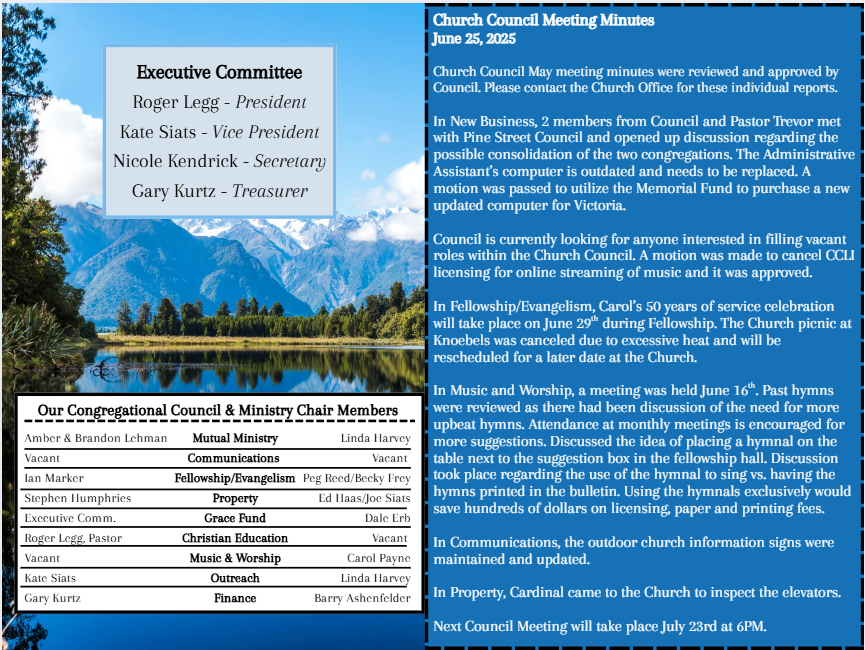 Executive Committee
Roger Legg - President
Kate Siats - Vice President
Nicole Kendrick - Secretary
Gary Kurtz - Treasurer
Our Congregational Council & Ministry Chair Members
Amber & Brandon Lehman Mutual Ministry Linda Harvey
Vacant Communications Vacant
Ian Marker Fellowship/Evangelism Peg Reed/Becky Frey
Stephen Humphries Property Ed Haas/Joe Siats
Executive Comm. Grace Fund Dale Erb
Roger Legg, Pastor Christian Education Vacant
Vacant Music & Worship Carol Payne
Kate Siats Outreach Linda Harvey
Gary Kurtz Finance Barry Ashenfelder
Church Council Meeting Minutes
June 25, 2025
Church Council May meeting minutes were reviewed and approved by
Council. Please contact the Church Office for these individual reports.
In New Business, 2 members from Council and Pastor Trevor met
with Pine Street Council and opened up discussion regarding the
possible consolidation of the two congregations. The Administrative
Assistant's computer is outdated and needs to be replaced. A
motion was passed to utilize the Memorial Fund to purchase a new
updated computer for Victoria.
Council is currently looking for anyone interested in filling vacant
roles within the Church Council. A motion was made to cancel CCLI
licensing for online streaming of music and it was approved.
In Fellowship/Evangelism, Carol's 50 years of service celebration
will take place on June 29th during Fellowship. The Church picnic at
Knoebels was canceled due to excessive heat and will be
rescheduled for a later date at the Church.
In Music and Worship, a meeting was held June 16th. Past hymns
were reviewed as there had been discussion of the need for more
upbeat hymns. Attendance at monthly meetings is encouraged for
more suggestions. Discussed the idea of placing a hymnal on the
table next to the suggestion box in the fellowship hall. Discussion
took place regarding the use of the hymnal to sing vs. having the
hymns printed in the bulletin. Using the hymnals exclusively would
save hundreds of dollars on licensing, paper and printing fees.
In Communications, the outdoor church information signs were
maintained and updated.
In Property, Cardinal came to the Church to inspect the elevators.
Next Council Meeting will take place July 23rd at 6PM.